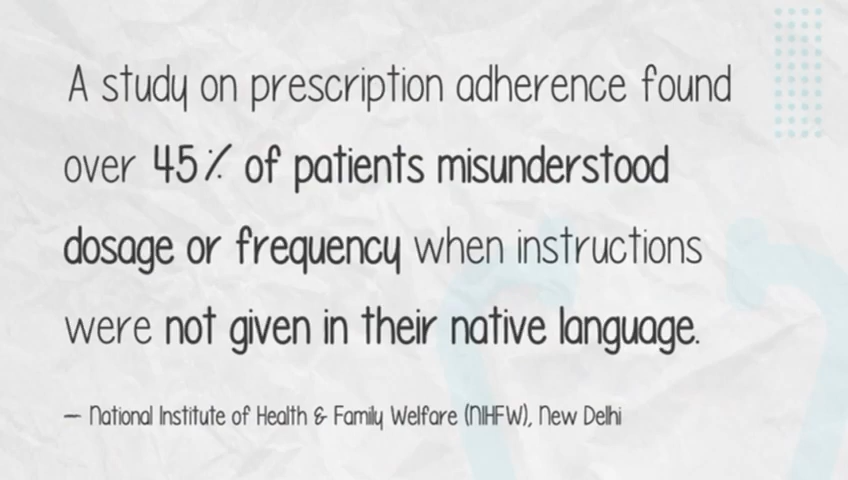 A study on prescription adherence found
over 45% of patients misunderstood
dosage or frequency when instructions
were not given in their native language.
— National Institute of Health & Family Welfare (NIHFW), New Delhi